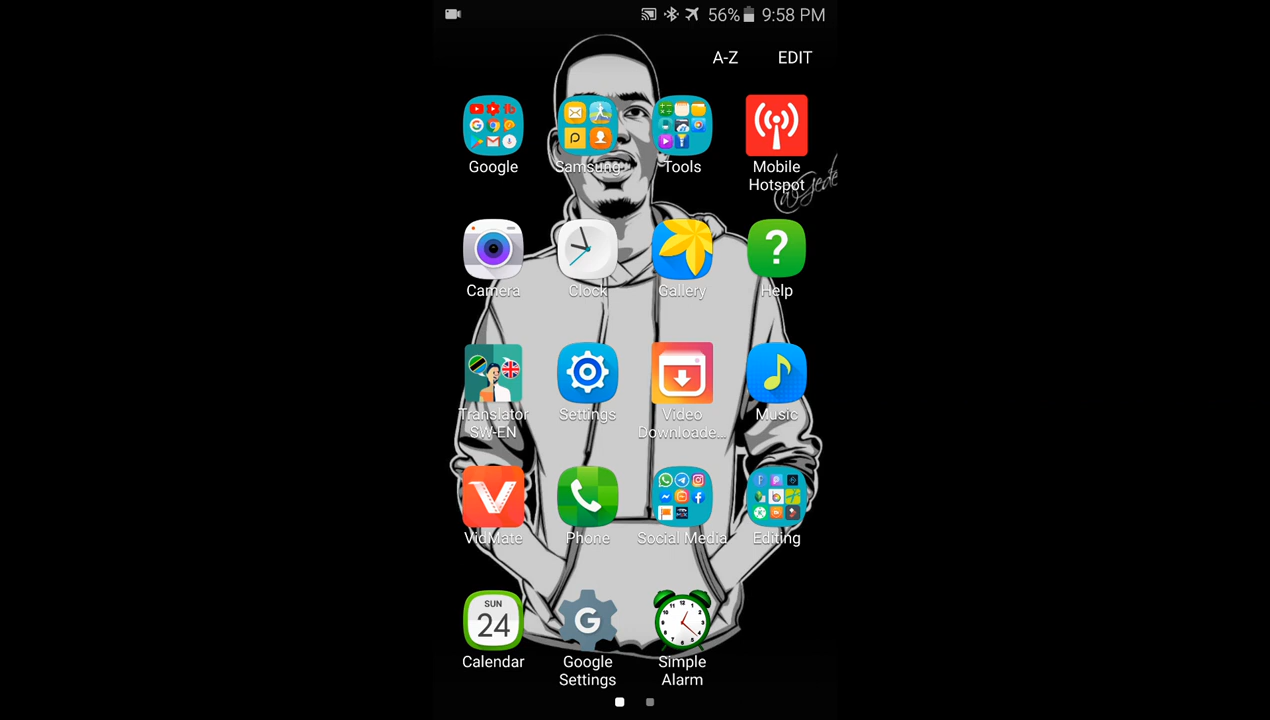 56% 9:58 PM
A-Z EDIT
Google Samsung Tools Mobile Hotspot
Camera Clock Gallery Help
Translator SW-EN Settings Video Downloade... Music
VidMate Phone Social Media Editing
SUN
24
Calendar Google Settings Simple Alarm